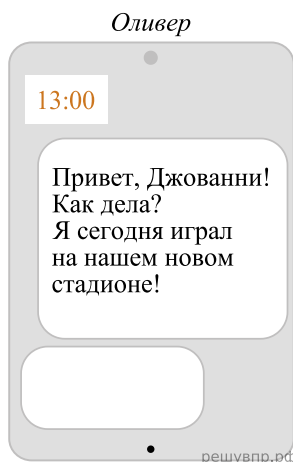 Оливер
13:00
Привет, Джованни!
Как дела?
Я сегодня играл
на нашем новом
стадионе!
решувпр.рф